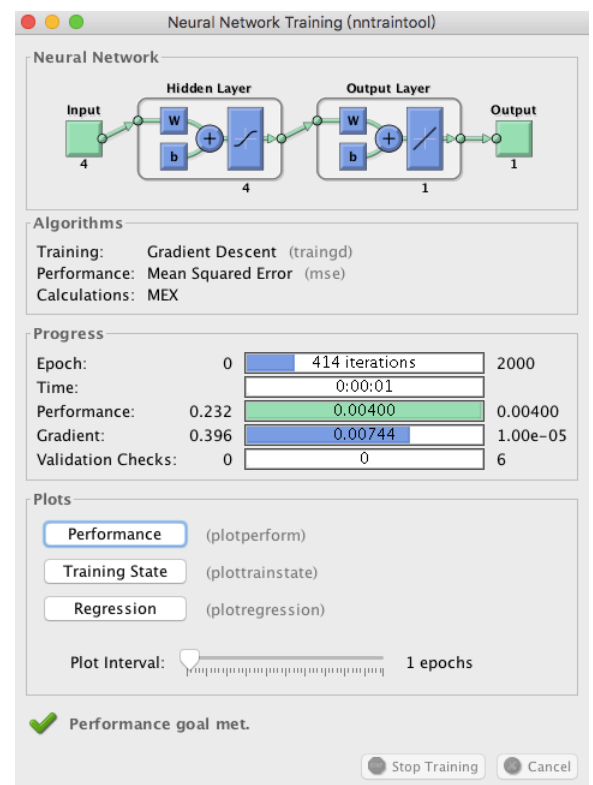 Neural Network Training (nntraintool)
Neural Network
Hidden Layer Output Layer
Input Output
W W
+ +
b b
4 1
4 1
Algorithms
Training: Gradient Descent (traingd)
Performance: Mean Squared Error (mse)
Calculations: MEX
Progress
Epoch: 0 414 iterations 2000
Time: 0:00:01
Performance: 0.232 0.00400 0.00400
Gradient: 0.396 0.00744 1.00e-05
Validation Checks: 0 0 6
Plots
Performance (plotperform)
Training State (plottrainstate)
Regression (plotregression)
Plot Interval: 1 epochs
Performance goal met.
Stop Training Cancel